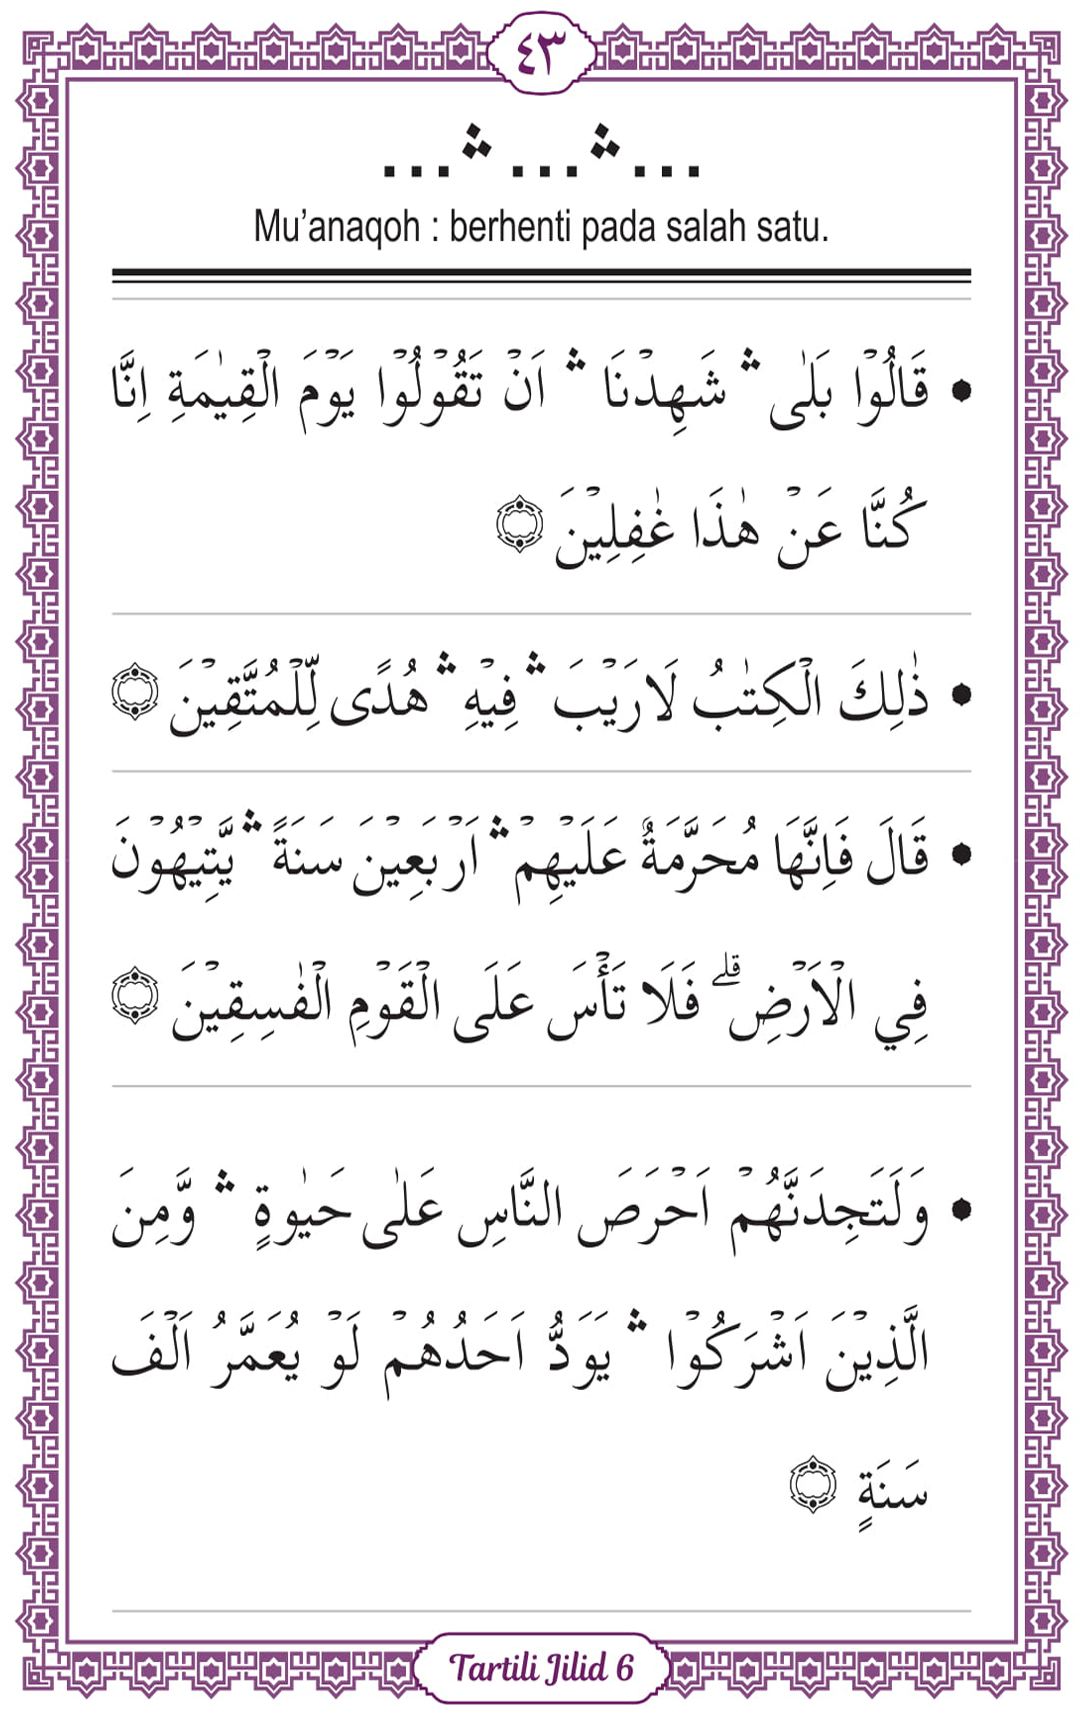 ٤٣
... ۛ ... ۛ ...
Mu’anaqoh : berhenti pada salah satu.
● قَالُوْا بَلٰى ۛ شَهِدْنَا ۛ اَنْ تَقُوْلُوْا يَوْمَ الْقِيٰمَةِ اِنَّا
كُنَّا عَنْ هٰذَا غٰفِلِيْنَ ۝
● ذٰلِكَ الْكِتٰبُ لَارَيْبَ ۛ فِيْهِ ۛ هُدًى لِّلْمُتَّقِيْنَ ۝
● قَالَ فَاِنَّهَا مُحَرَّمَةٌ عَلَيْهِمْ ۛ اَرْبَعِيْنَ سَنَةً ۛ يَّتِيْهُوْنَ
فِي الْاَرْضِ ۗ فَلَا تَأْسَ عَلَى الْقَوْمِ الْفٰسِقِيْنَ ۝
● وَلَتَجِدَنَّهُمْ اَحْرَصَ النَّاسِ عَلٰى حَيٰوةٍ ۛ وَّمِنَ
الَّذِيْنَ اَشْرَكُوْا ۛ يَوَدُّ اَحَدُهُمْ لَوْ يُعَمَّرُ اَلْفَ
سَنَةٍ ۝
Tartili Jilid 6